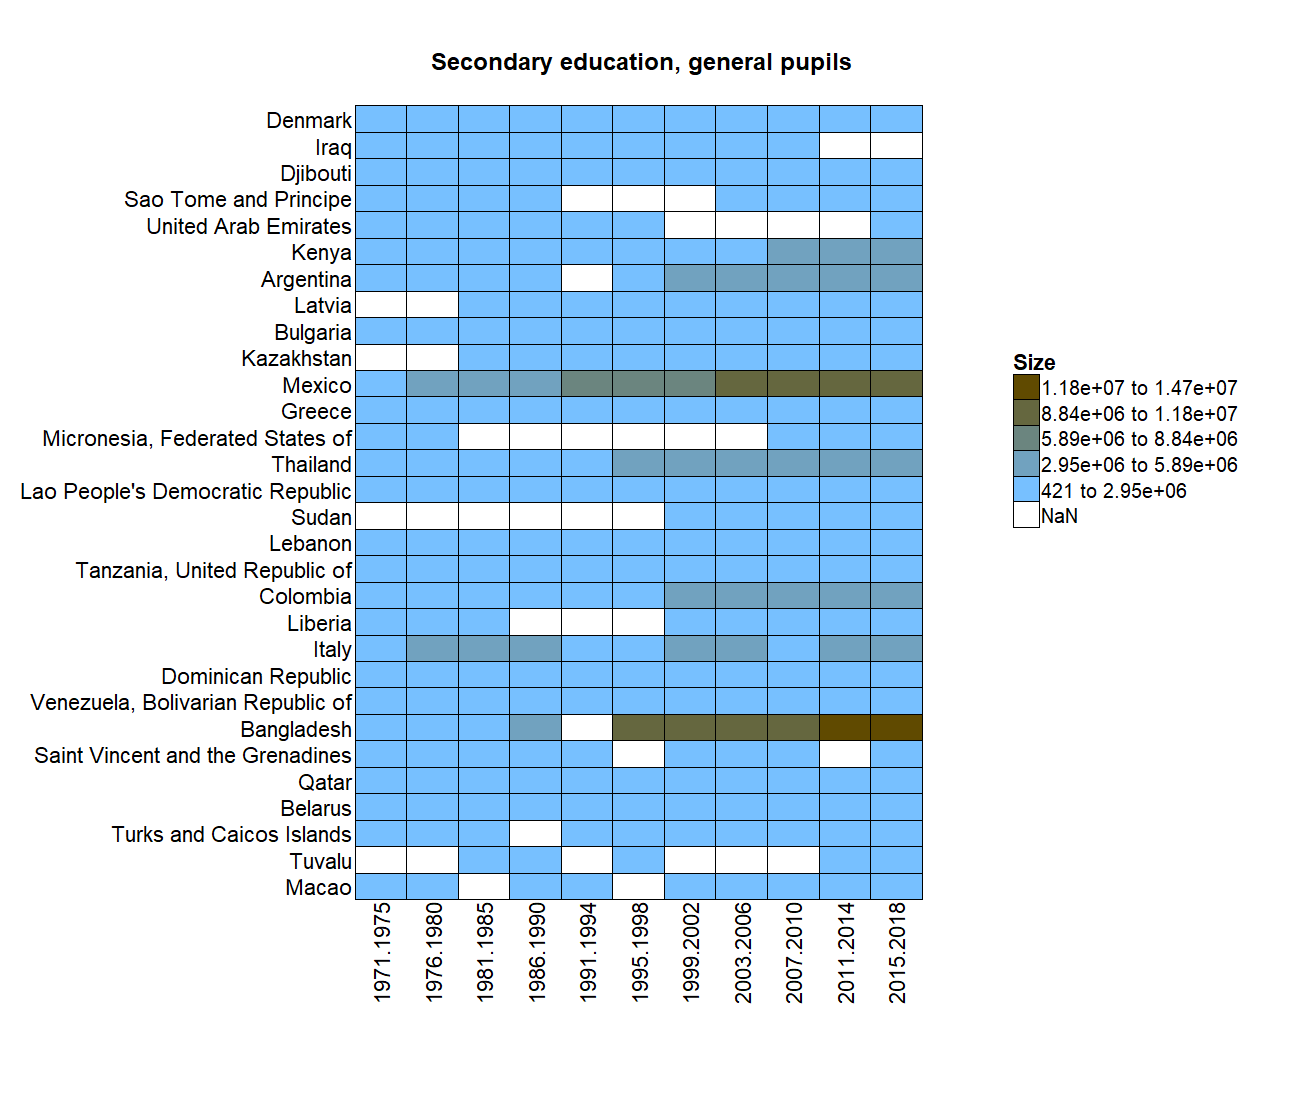 Secondary education, general pupils
Denmark
Iraq
Djibouti
Sao Tome and Principe
United Arab Emirates
Kenya
Argentina
Latvia
Bulgaria
Kazakhstan
Mexico
Greece
Micronesia, Federated States of
Thailand
Lao People's Democratic Republic
Sudan
Lebanon
Tanzania, United Republic of
Colombia
Liberia
Italy
Dominican Republic
Venezuela, Bolivarian Republic of
Bangladesh
Saint Vincent and the Grenadines
Qatar
Belarus
Turks and Caicos Islands
Tuvalu
Macao
1971.1975
1976.1980
1981.1985
1986.1990
1991.1994
1995.1998
1999.2002
2003.2006
2007.2010
2011.2014
2015.2018
Size
1.18e+07 to 1.47e+07
8.84e+06 to 1.18e+07
5.89e+06 to 8.84e+06
2.95e+06 to 5.89e+06
421 to 2.95e+06
NaN